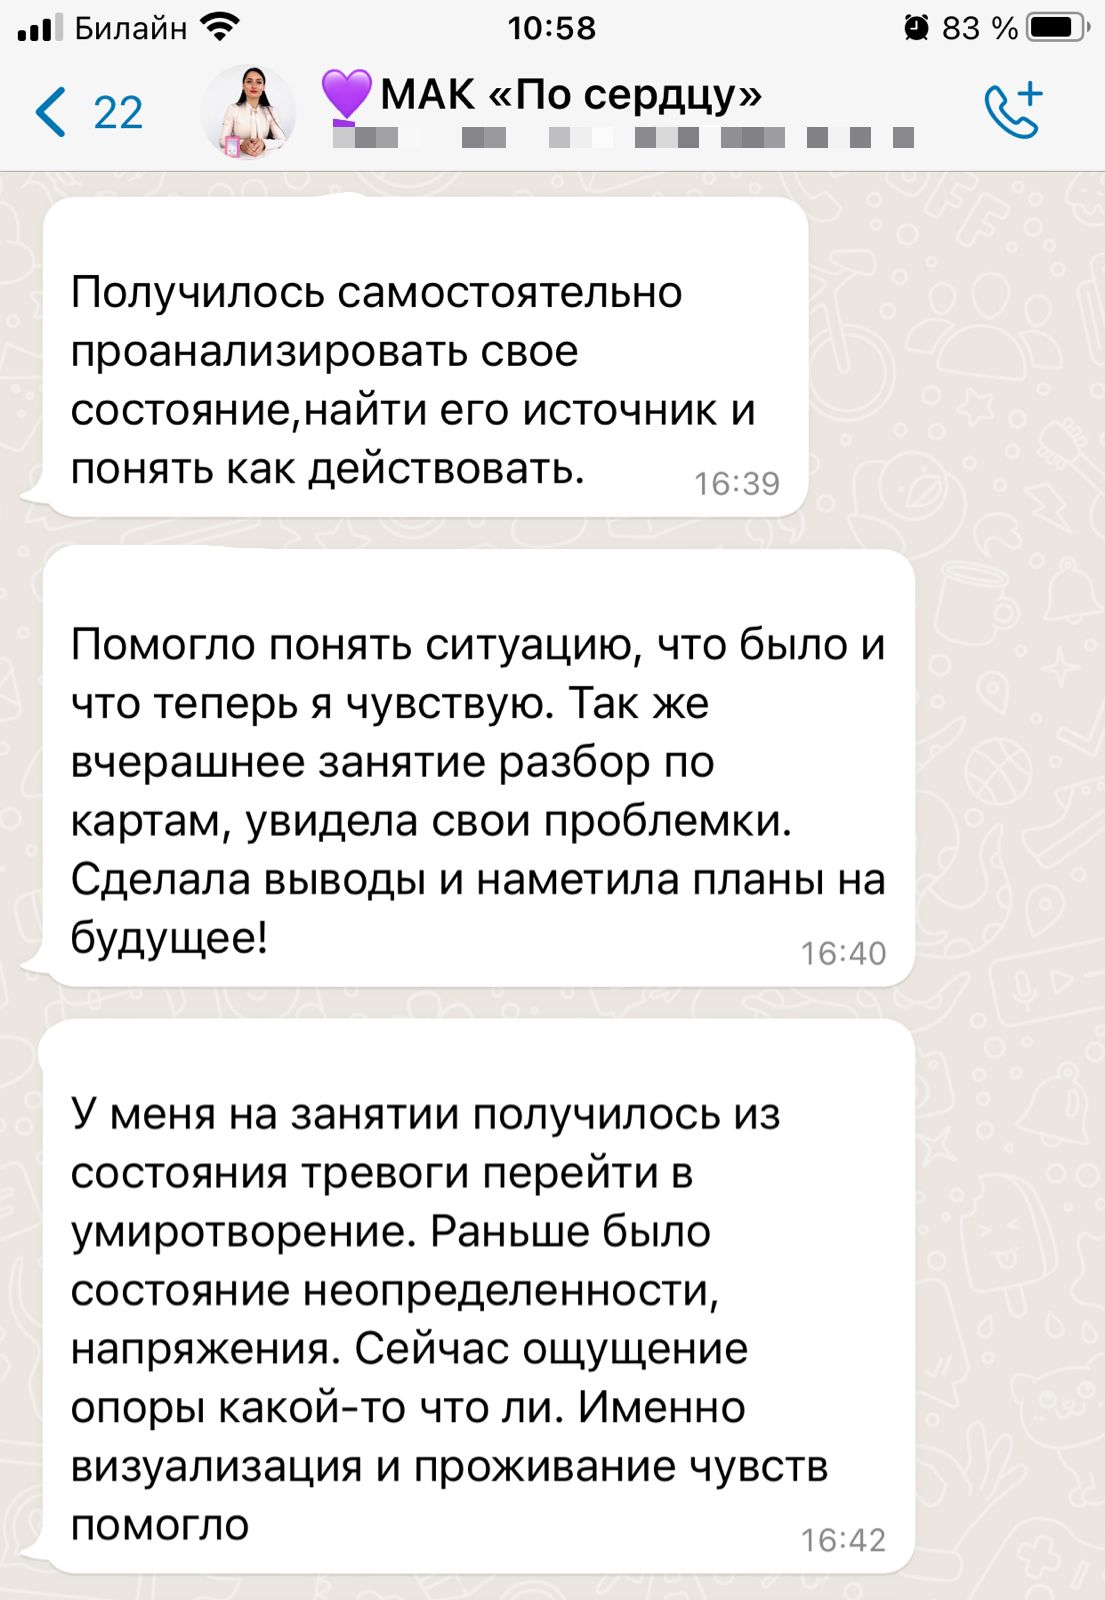 Билайн 10:58 83 %
22 💜МАК «По сердцу»
Получилось самостоятельно
проанализировать свое
состояние,найти его источник и
понять как действовать. 16:39
Помогло понять ситуацию, что было и
что теперь я чувствую. Так же
вчерашнее занятие разбор по
картам, увидела свои проблемки.
Сделала выводы и наметила планы на
будущее! 16:40
У меня на занятии получилось из
состояния тревоги перейти в
умиротворение. Раньше было
состояние неопределенности,
напряжения. Сейчас ощущение
опоры какой-то что ли. Именно
визуализация и проживание чувств
помогло 16:42